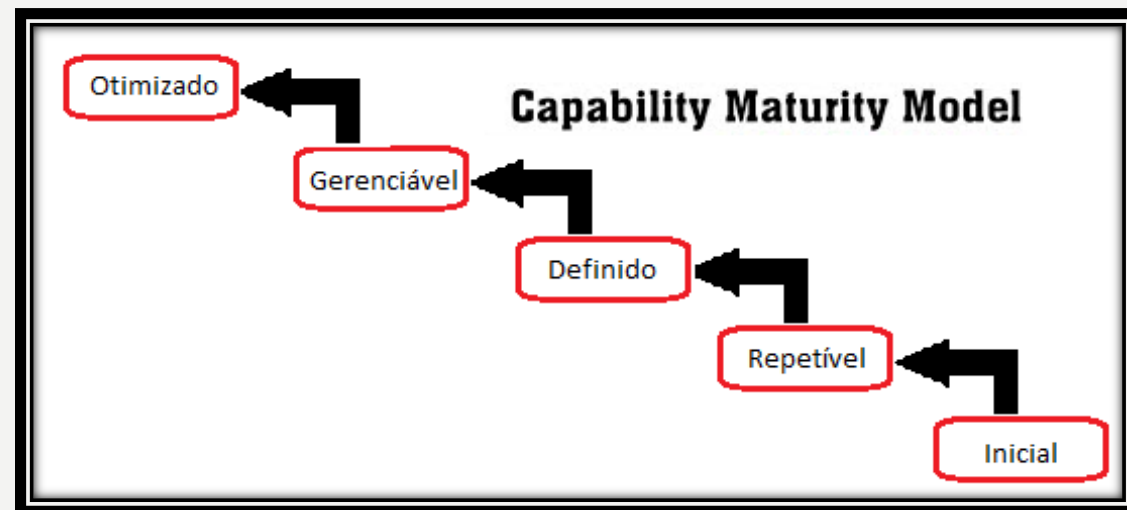 Otimizado
Capability Maturity Model
Gerenciável
Definido
Repetível
Inicial